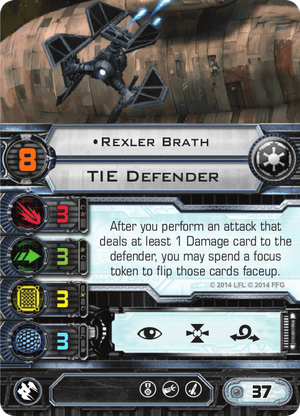 •Rexler Brath
8
TIE Defender
3
3
3
3
After you perform an attack that
deals at least 1 Damage card to the
defender, you may spend a focus
token to flip those cards faceup.
© 2014 LFL © 2014 FFG
37